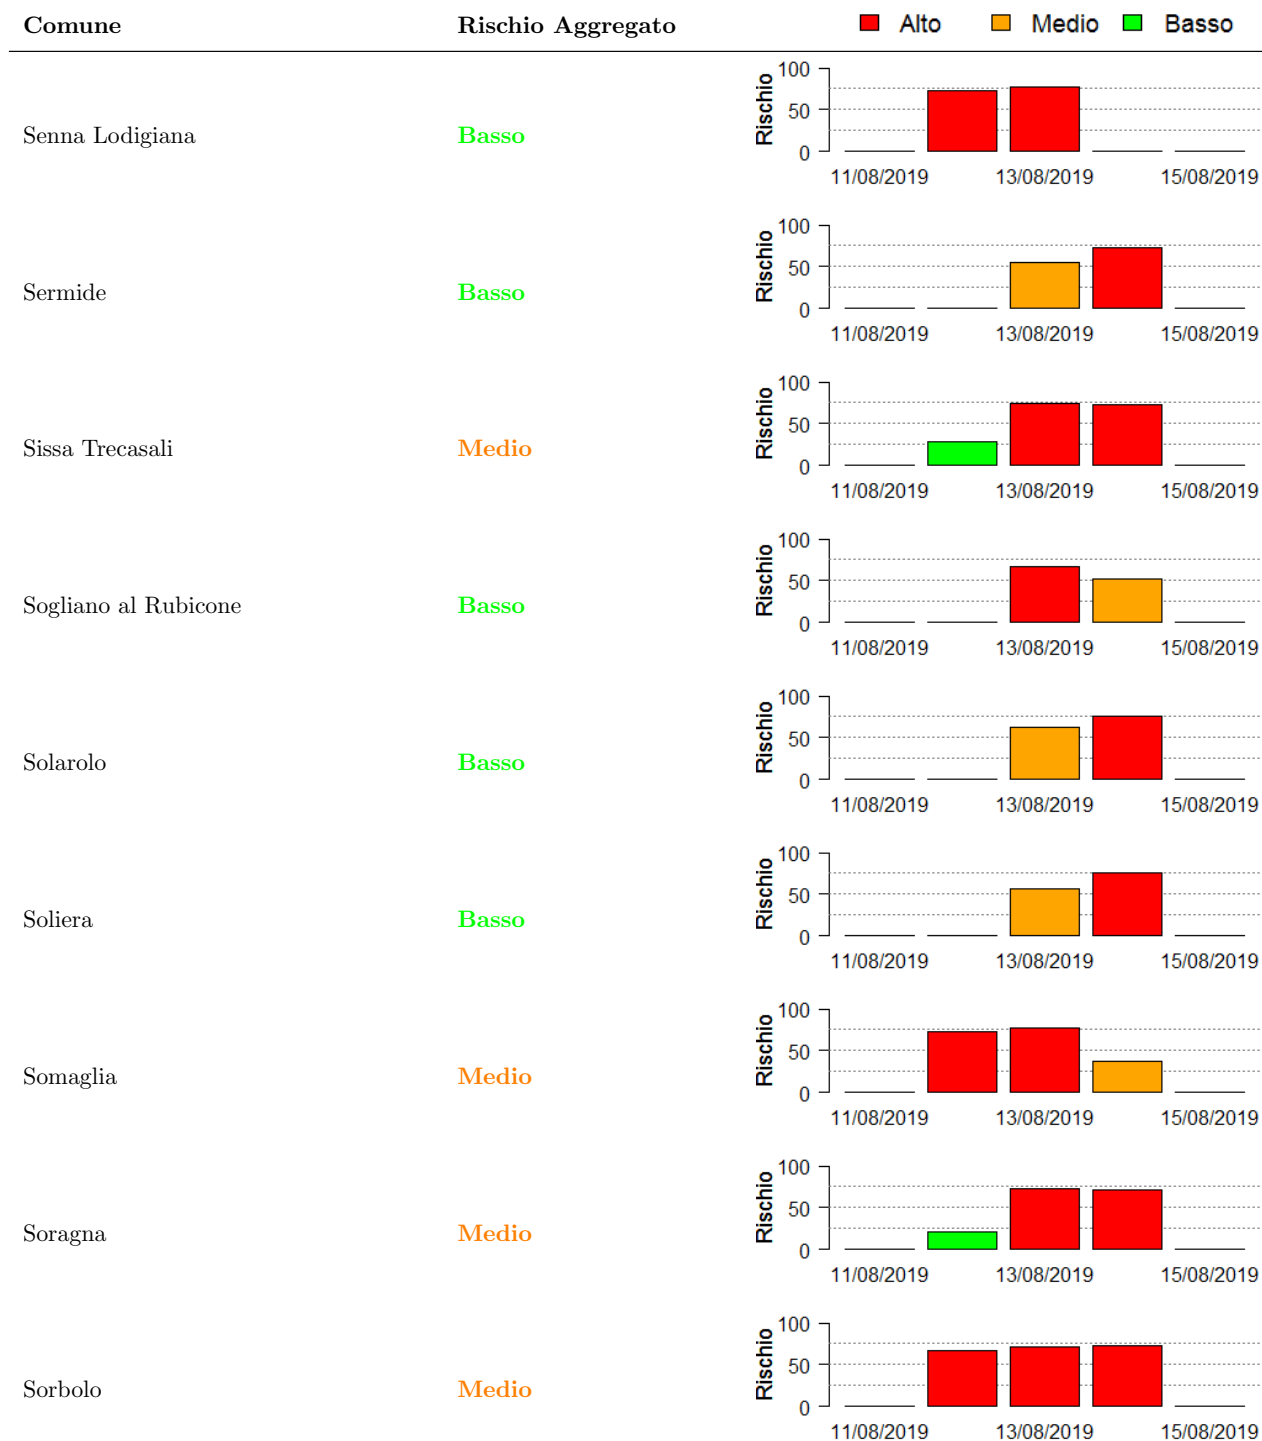 Comune Rischio Aggregato Alto Medio Basso
100
50
0
Rischio
Senna Lodigiana Basso
11/08/2019 13/08/2019 15/08/2019
100
50
0
Rischio
Sermide Basso
11/08/2019 13/08/2019 15/08/2019
100
50
0
Rischio
Sissa Trecasali Medio
11/08/2019 13/08/2019 15/08/2019
100
50
0
Rischio
Sogliano al Rubicone Basso
11/08/2019 13/08/2019 15/08/2019
100
50
0
Rischio
Solarolo Basso
11/08/2019 13/08/2019 15/08/2019
100
50
0
Rischio
Soliera Basso
11/08/2019 13/08/2019 15/08/2019
100
50
0
Rischio
Somaglia Medio
11/08/2019 13/08/2019 15/08/2019
100
50
0
Rischio
Soragna Medio
11/08/2019 13/08/2019 15/08/2019
100
50
0
Rischio
Sorbolo Medio
11/08/2019 13/08/2019 15/08/2019